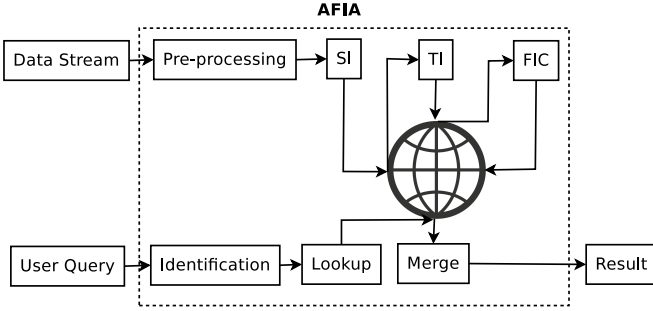 AFIA
Data Stream
Pre-processing
SI
TI
FIC
User Query
Identification
Lookup
Merge
Result